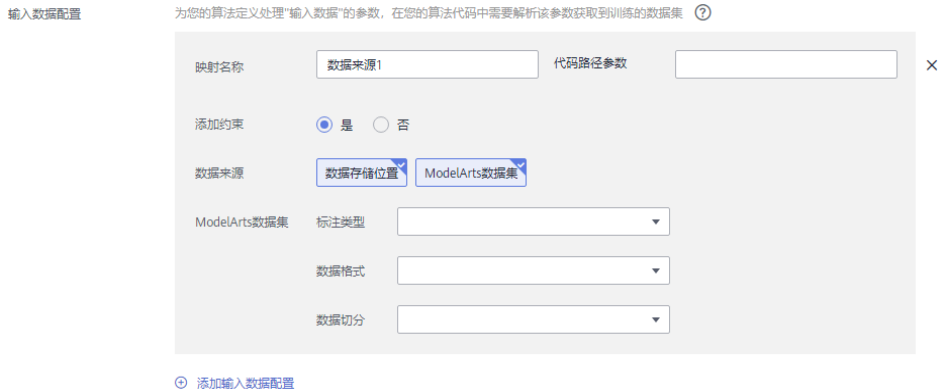 输入数据配置
为您的算法定义处理"输入数据"的参数，在您的算法代码中需要解析该参数获取到训练的数据集 ?
映射名称 数据来源1 代码路径参数
添加约束 是 否
数据来源 数据存储位置 ModelArts数据集
ModelArts数据集 标注类型
数据格式
数据切分
添加输入数据配置